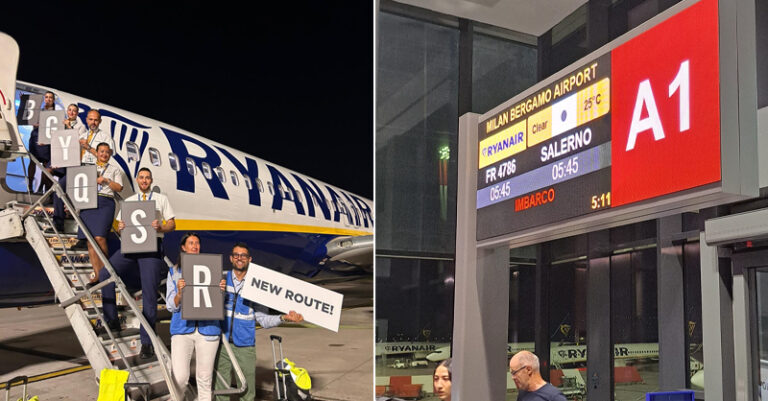 B
G
Y
Q
S
R
RYANAIR
NEW ROUTE!
MILAN BERGAMO AIRPORT
RYANAIR
Clear
25°C
FR 4786
SALERNO
05:45
05:45
IMBARCO
5:11
A1
RYANAIR
RYANAIR